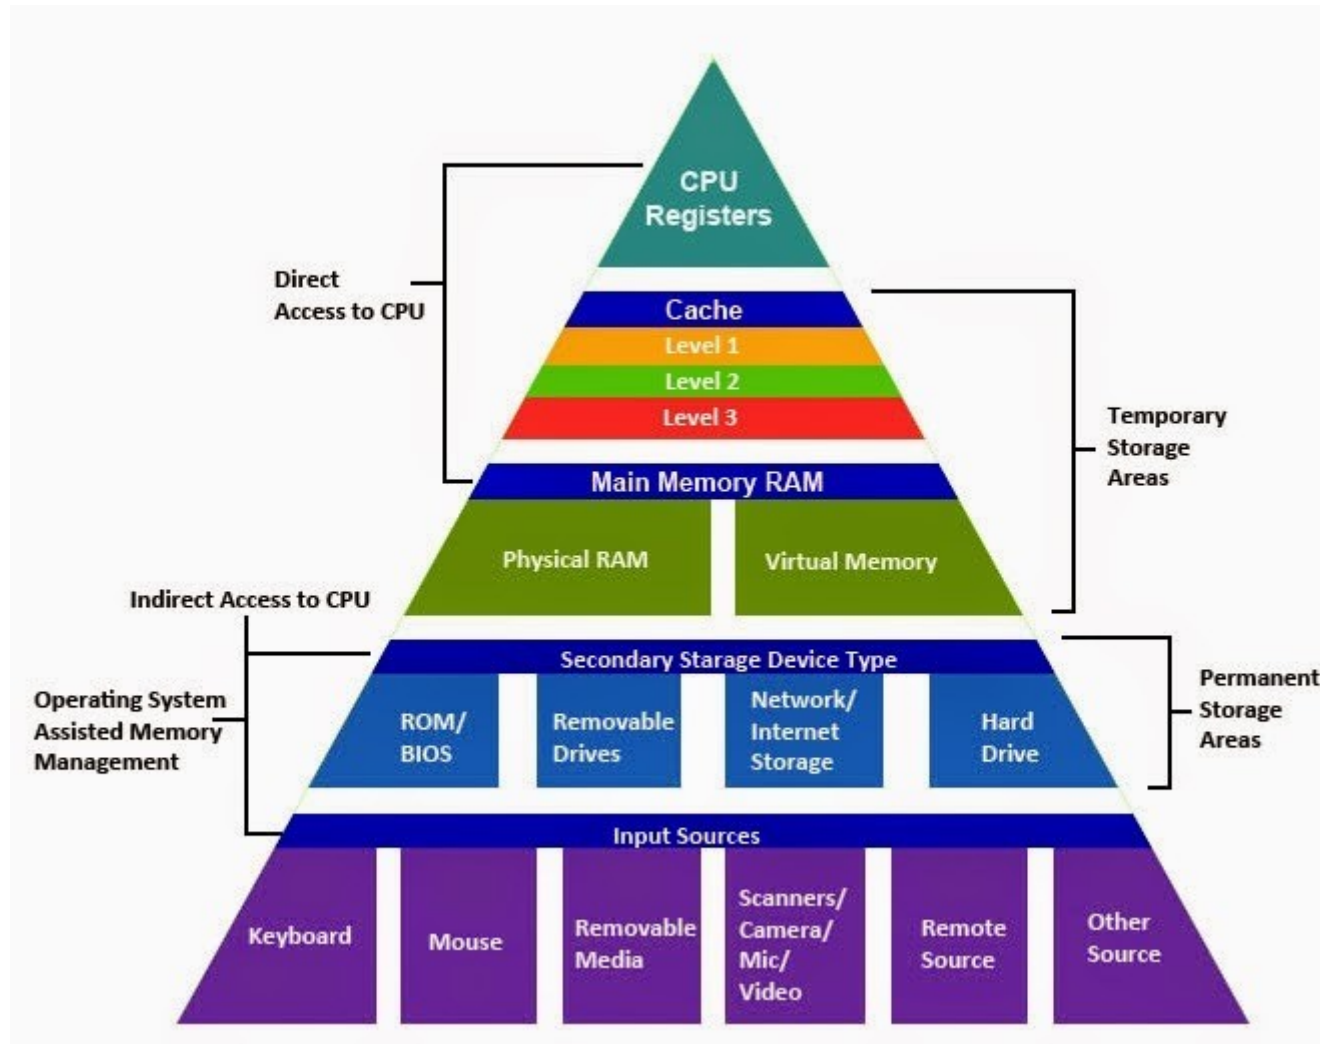 CPU
Registers
Direct
Access to CPU
Cache
Level 1
Level 2
Level 3
Temporary
Storage
Areas
Main Memory RAM
Physical RAM
Virtual Memory
Indirect Access to CPU
Secondary Starage Device Type
Operating System
Assisted Memory
Management
ROM/
BIOS
Removable
Drives
Network/
Internet
Storage
Hard
Drive
Permanent
Storage
Areas
Input Sources
Keyboard
Mouse
Removable
Media
Scanners/
Camera/
Mic/
Video
Remote
Source
Other
Source